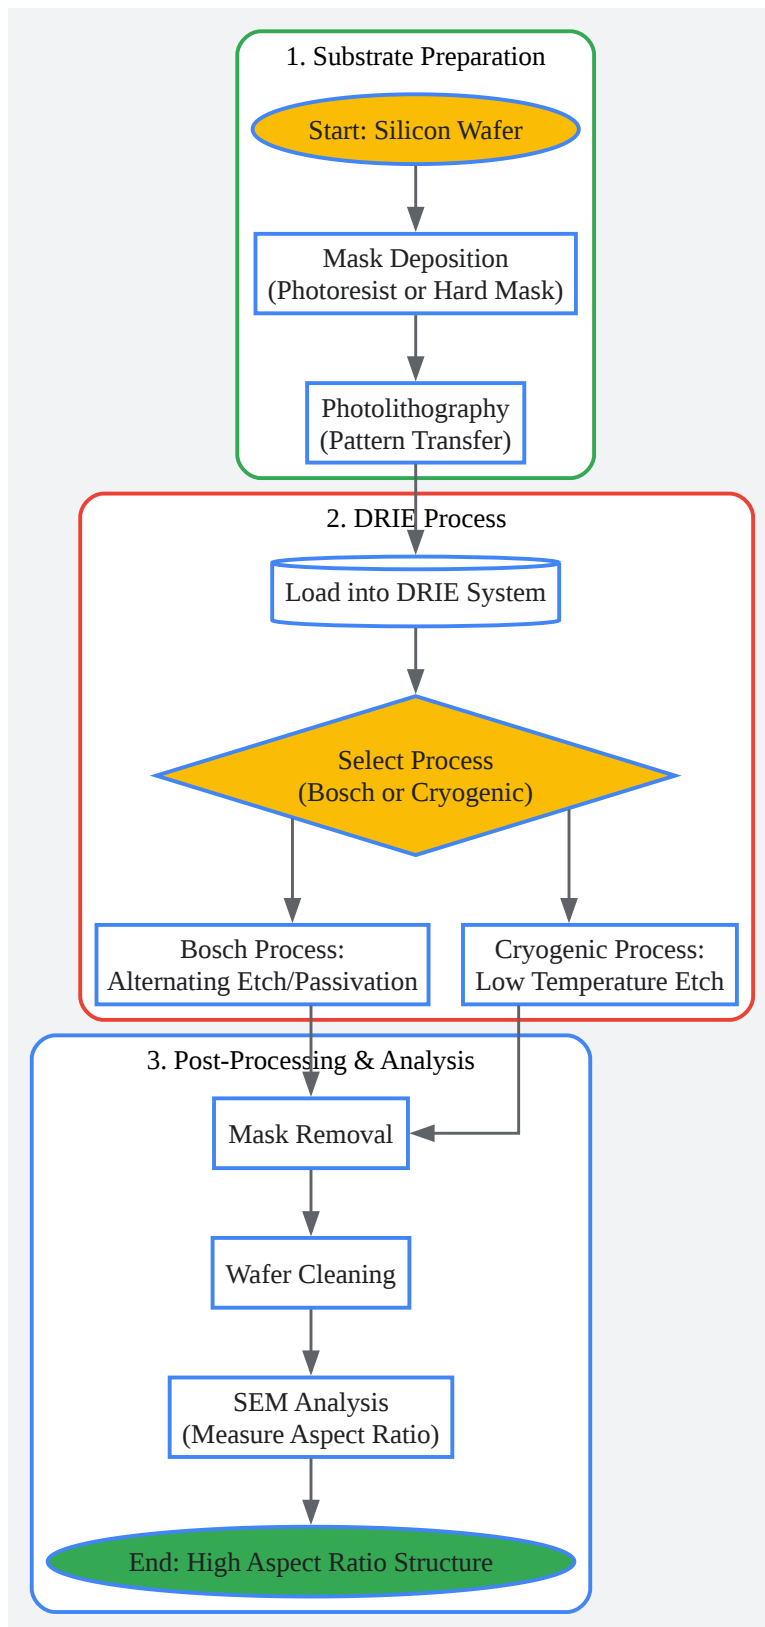 1. Substrate Preparation
Start: Silicon Wafer
Mask Deposition
(Photoresist or Hard Mask)
Photolithography
(Pattern Transfer)
2. DRIE Process
Load into DRIE System
Select Process
(Bosch or Cryogenic)
Bosch Process:
Alternating Etch/Passivation
Cryogenic Process:
Low Temperature Etch
3. Post-Processing & Analysis
Mask Removal
Wafer Cleaning
SEM Analysis
(Measure Aspect Ratio)
End: High Aspect Ratio Structure